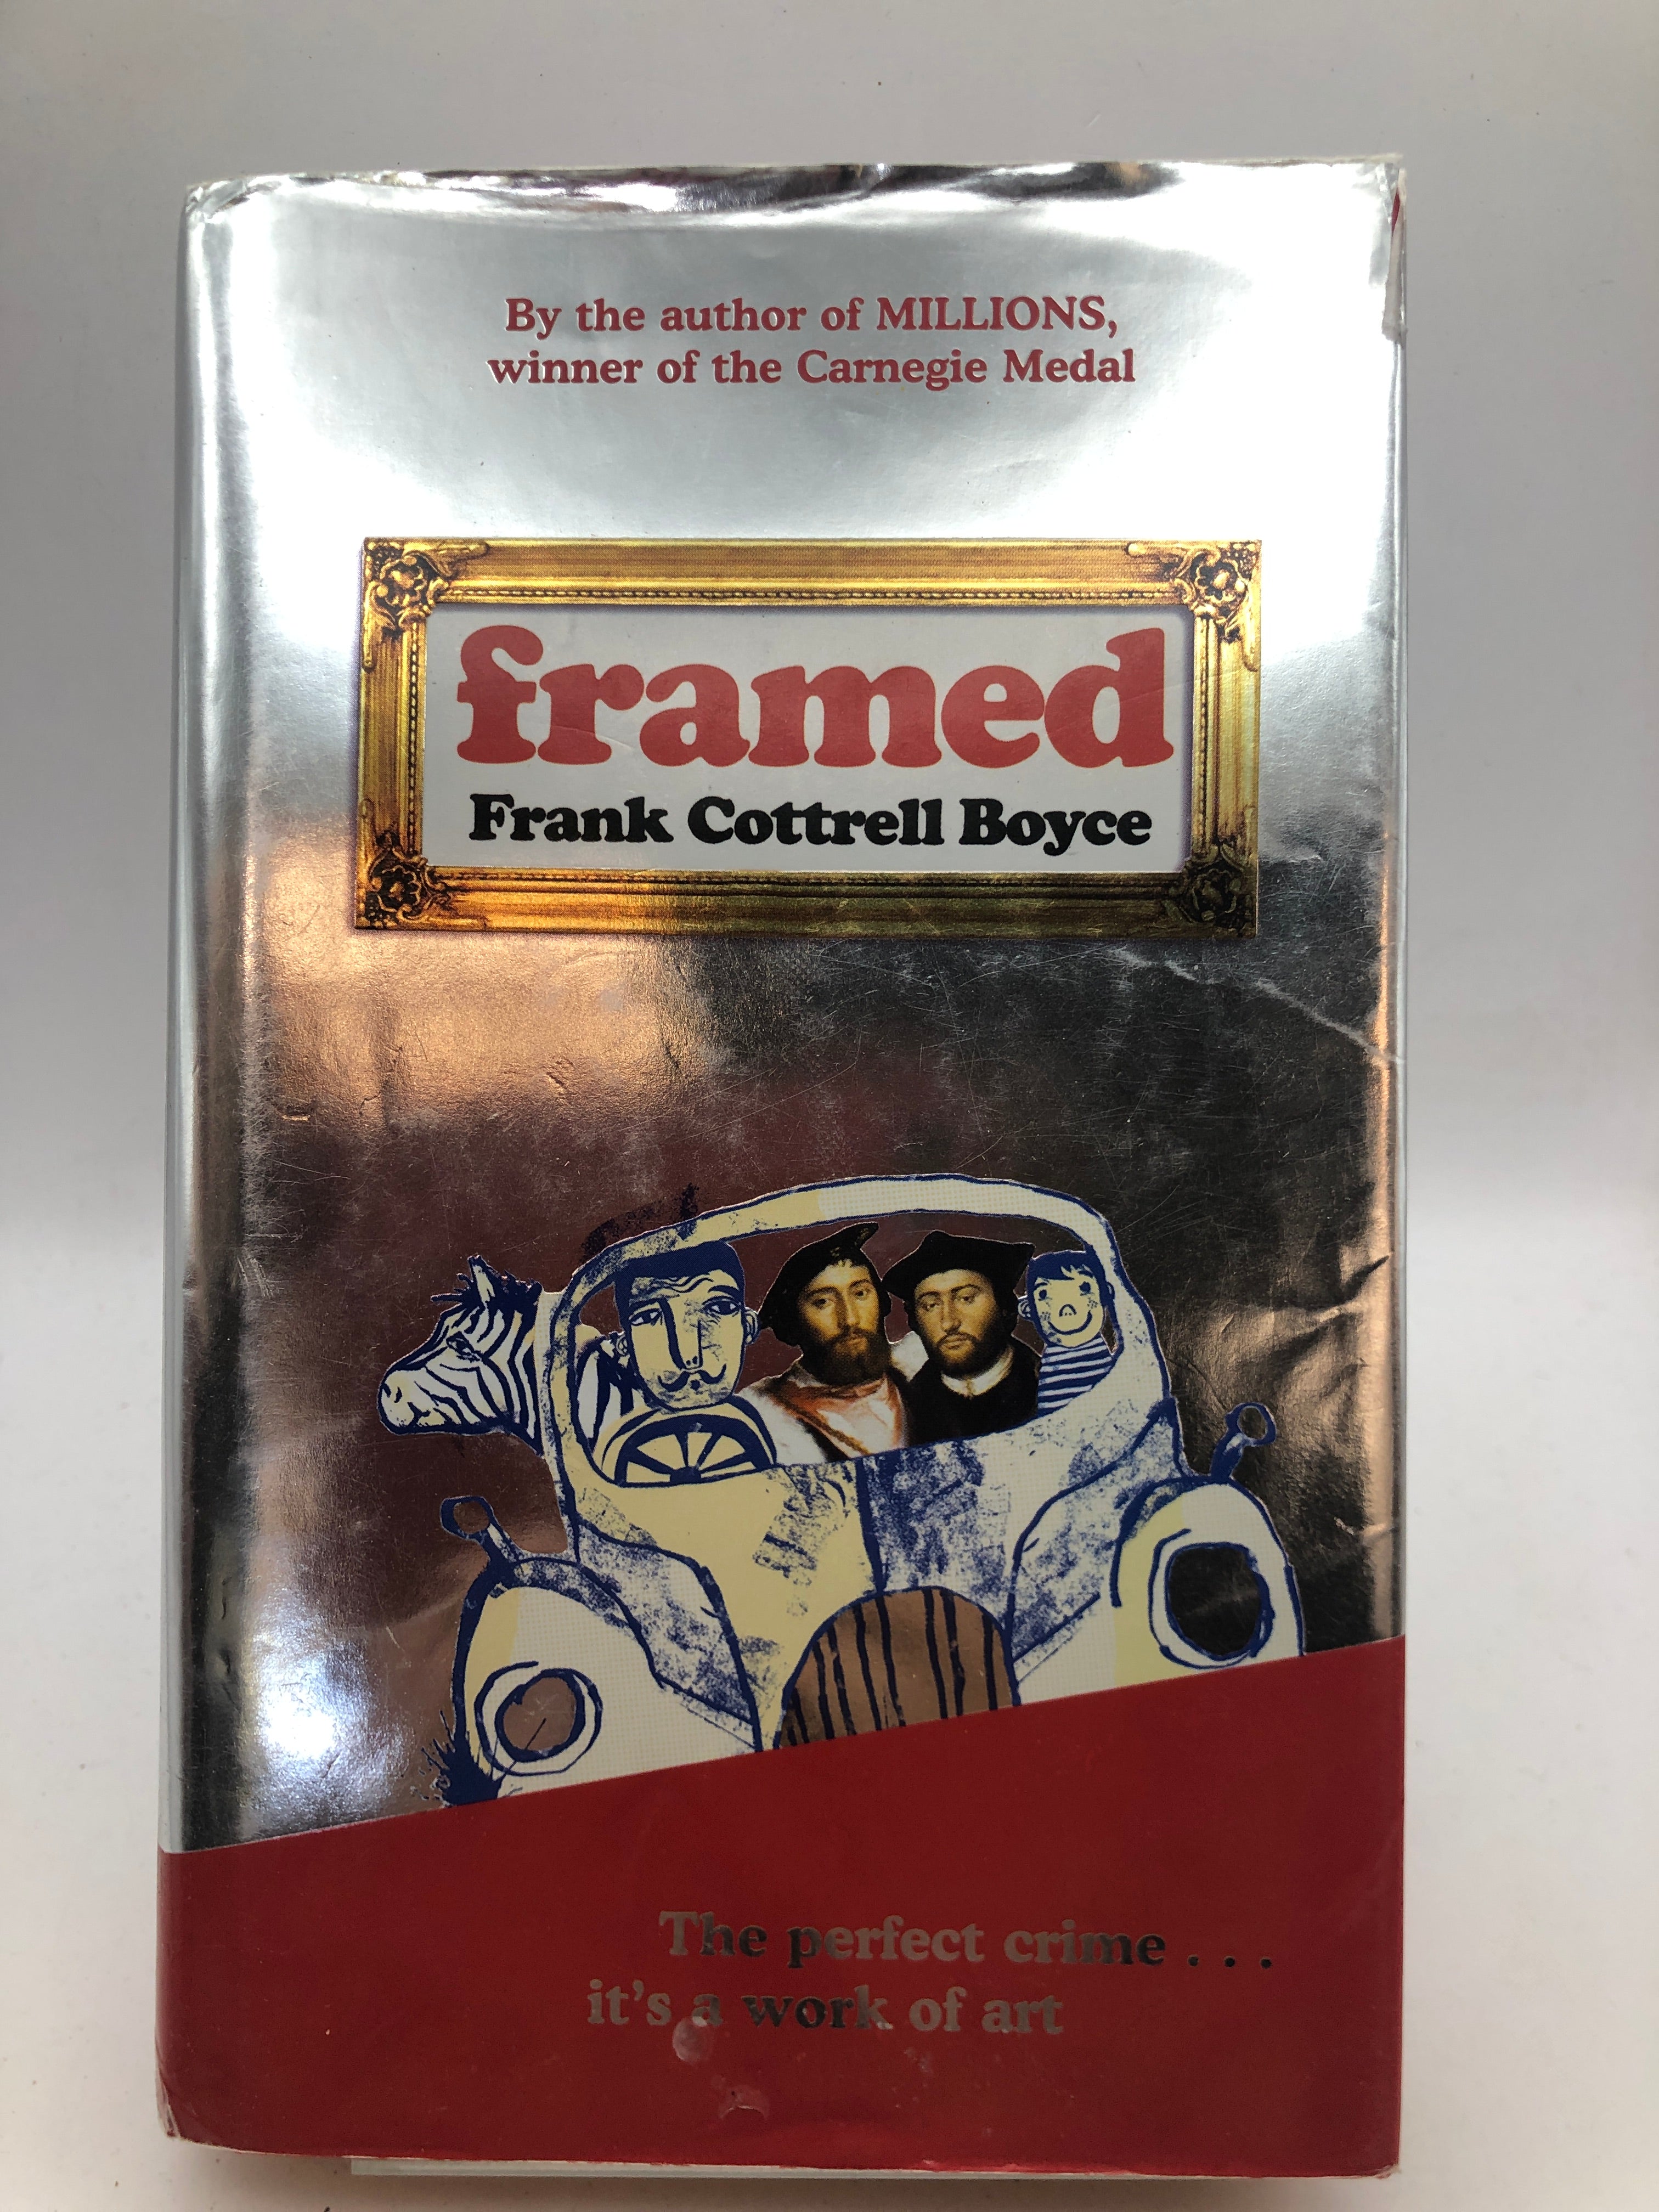 By the author of MILLIONS,
winner of the Carnegie Medal
framed
Frank Cottrell Boyce
The perfect crime . . .
it's a work of art